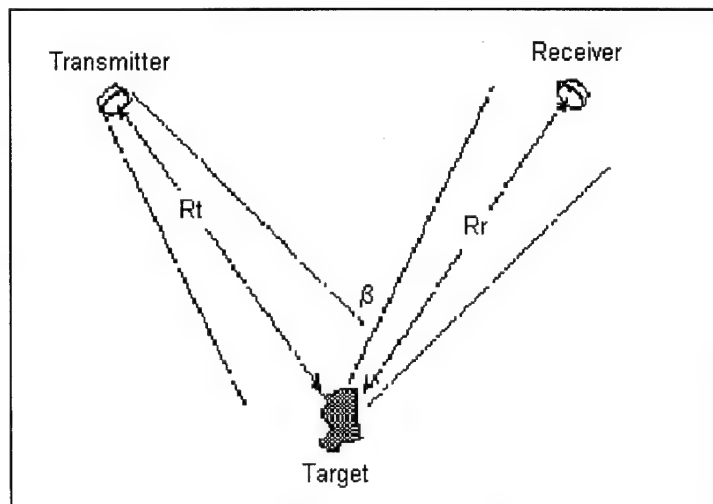 Transmitter
Receiver
Rt
Rr
β
Target